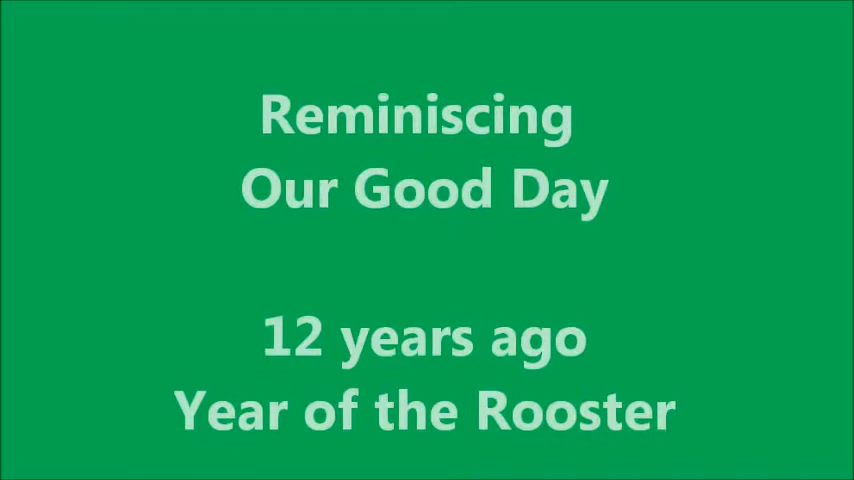 Reminiscing
Our Good Day
12 years ago
Year of the Rooster